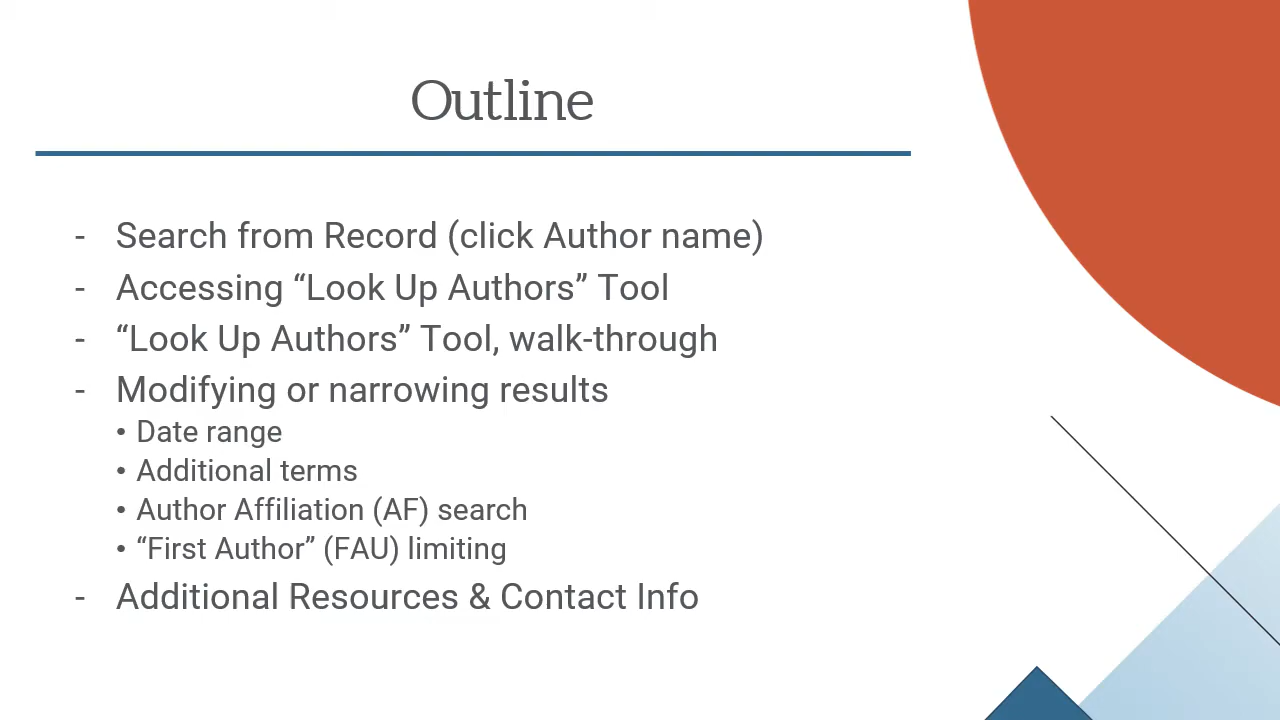 Outline
- Search from Record (click Author name)
- Accessing “Look Up Authors” Tool
- “Look Up Authors” Tool, walk-through
- Modifying or narrowing results
• Date range
• Additional terms
• Author Affiliation (AF) search
• “First Author” (FAU) limiting
- Additional Resources & Contact Info